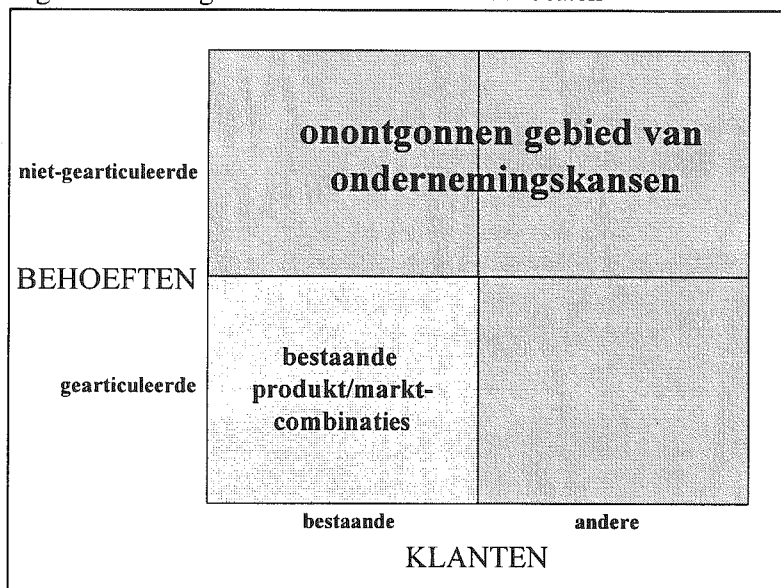 onontgonnen gebied van
ondernemingskansen
niet-gearticuleerde
BEHOEFTEN
gearticuleerde
bestaande
produkt/markt-
combinaties
bestaande
andere
KLANTEN